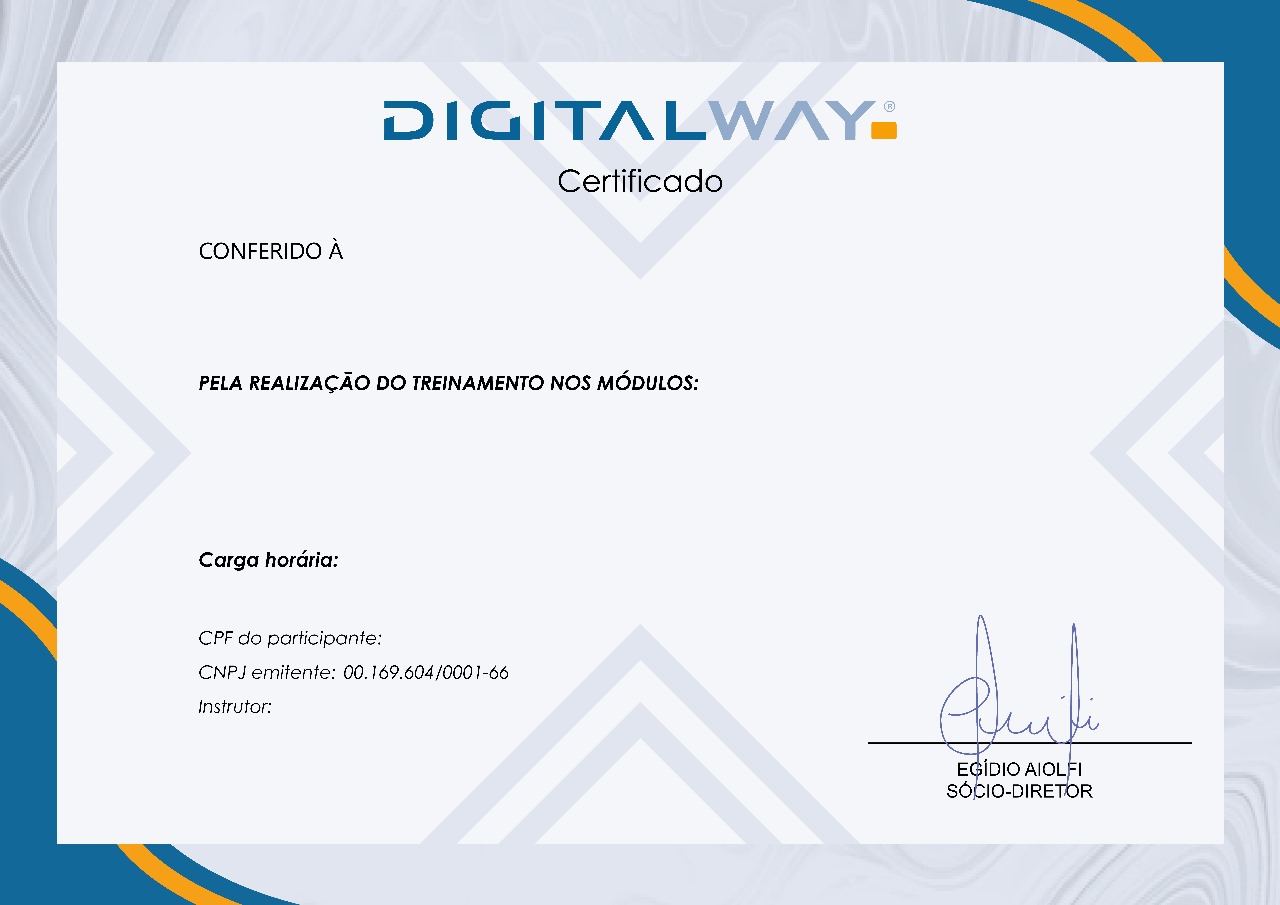 DIGITALWAY®
Certificado
CONFERIDO À
PELA REALIZAÇÃO DO TREINAMENTO NOS MÓDULOS:
Carga horária:
CPF do participante:
CNPJ emitente: 00.169.604/0001-66
Instrutor:
EGÍDIO AIOLFI
SÓCIO-DIRETOR